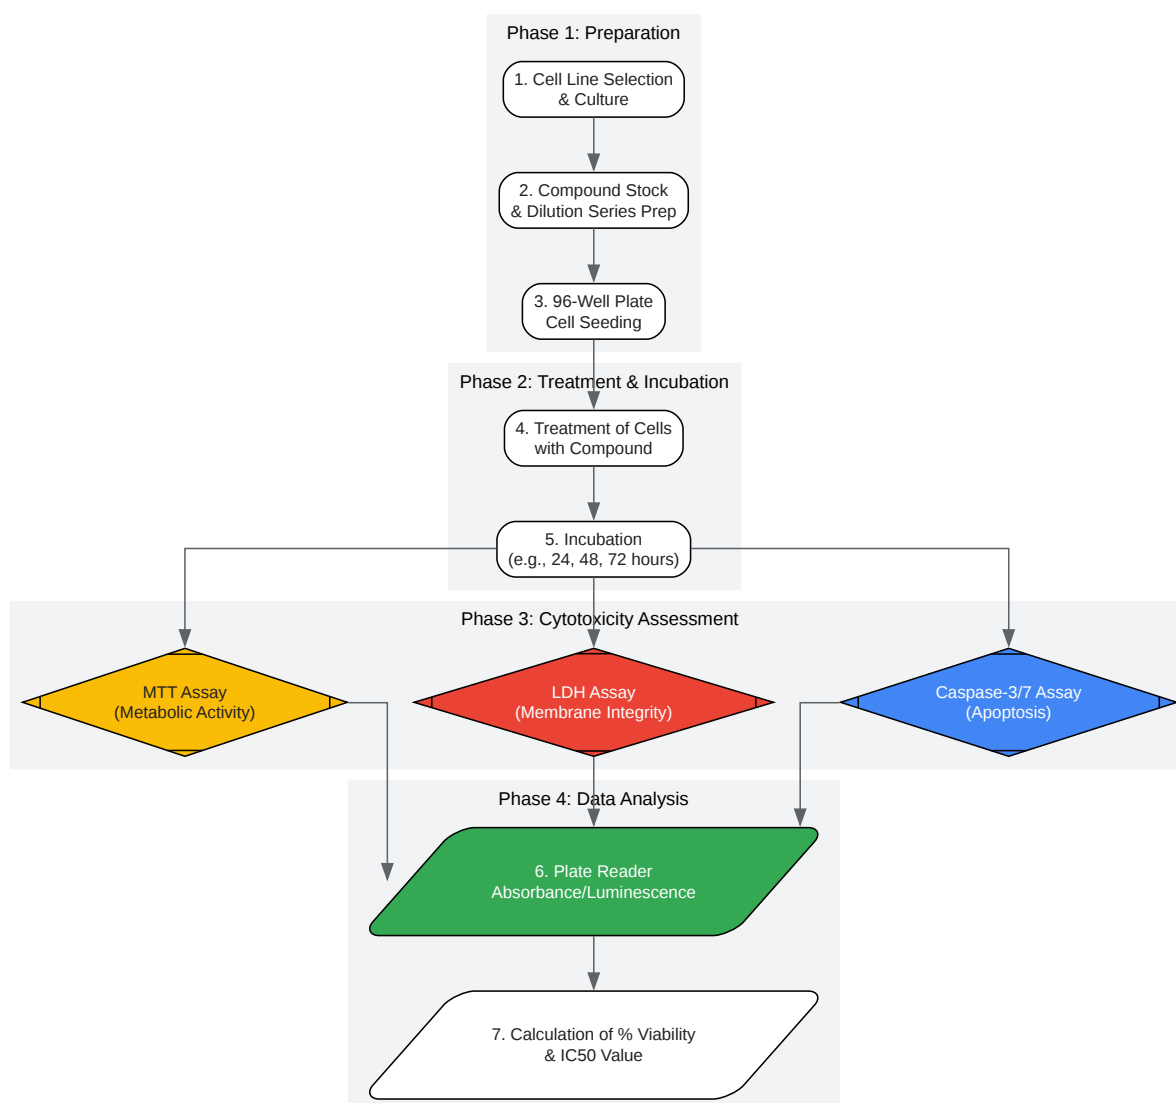 Phase 1: Preparation
1. Cell Line Selection
& Culture
2. Compound Stock
& Dilution Series Prep
3. 96-Well Plate
Cell Seeding
Phase 2: Treatment & Incubation
4. Treatment of Cells
with Compound
5. Incubation
(e.g., 24, 48, 72 hours)
Phase 3: Cytotoxicity Assessment
MTT Assay
(Metabolic Activity)
LDH Assay
(Membrane Integrity)
Caspase-3/7 Assay
(Apoptosis)
Phase 4: Data Analysis
6. Plate Reader
Absorbance/Luminescence
7. Calculation of % Viability
& IC50 Value